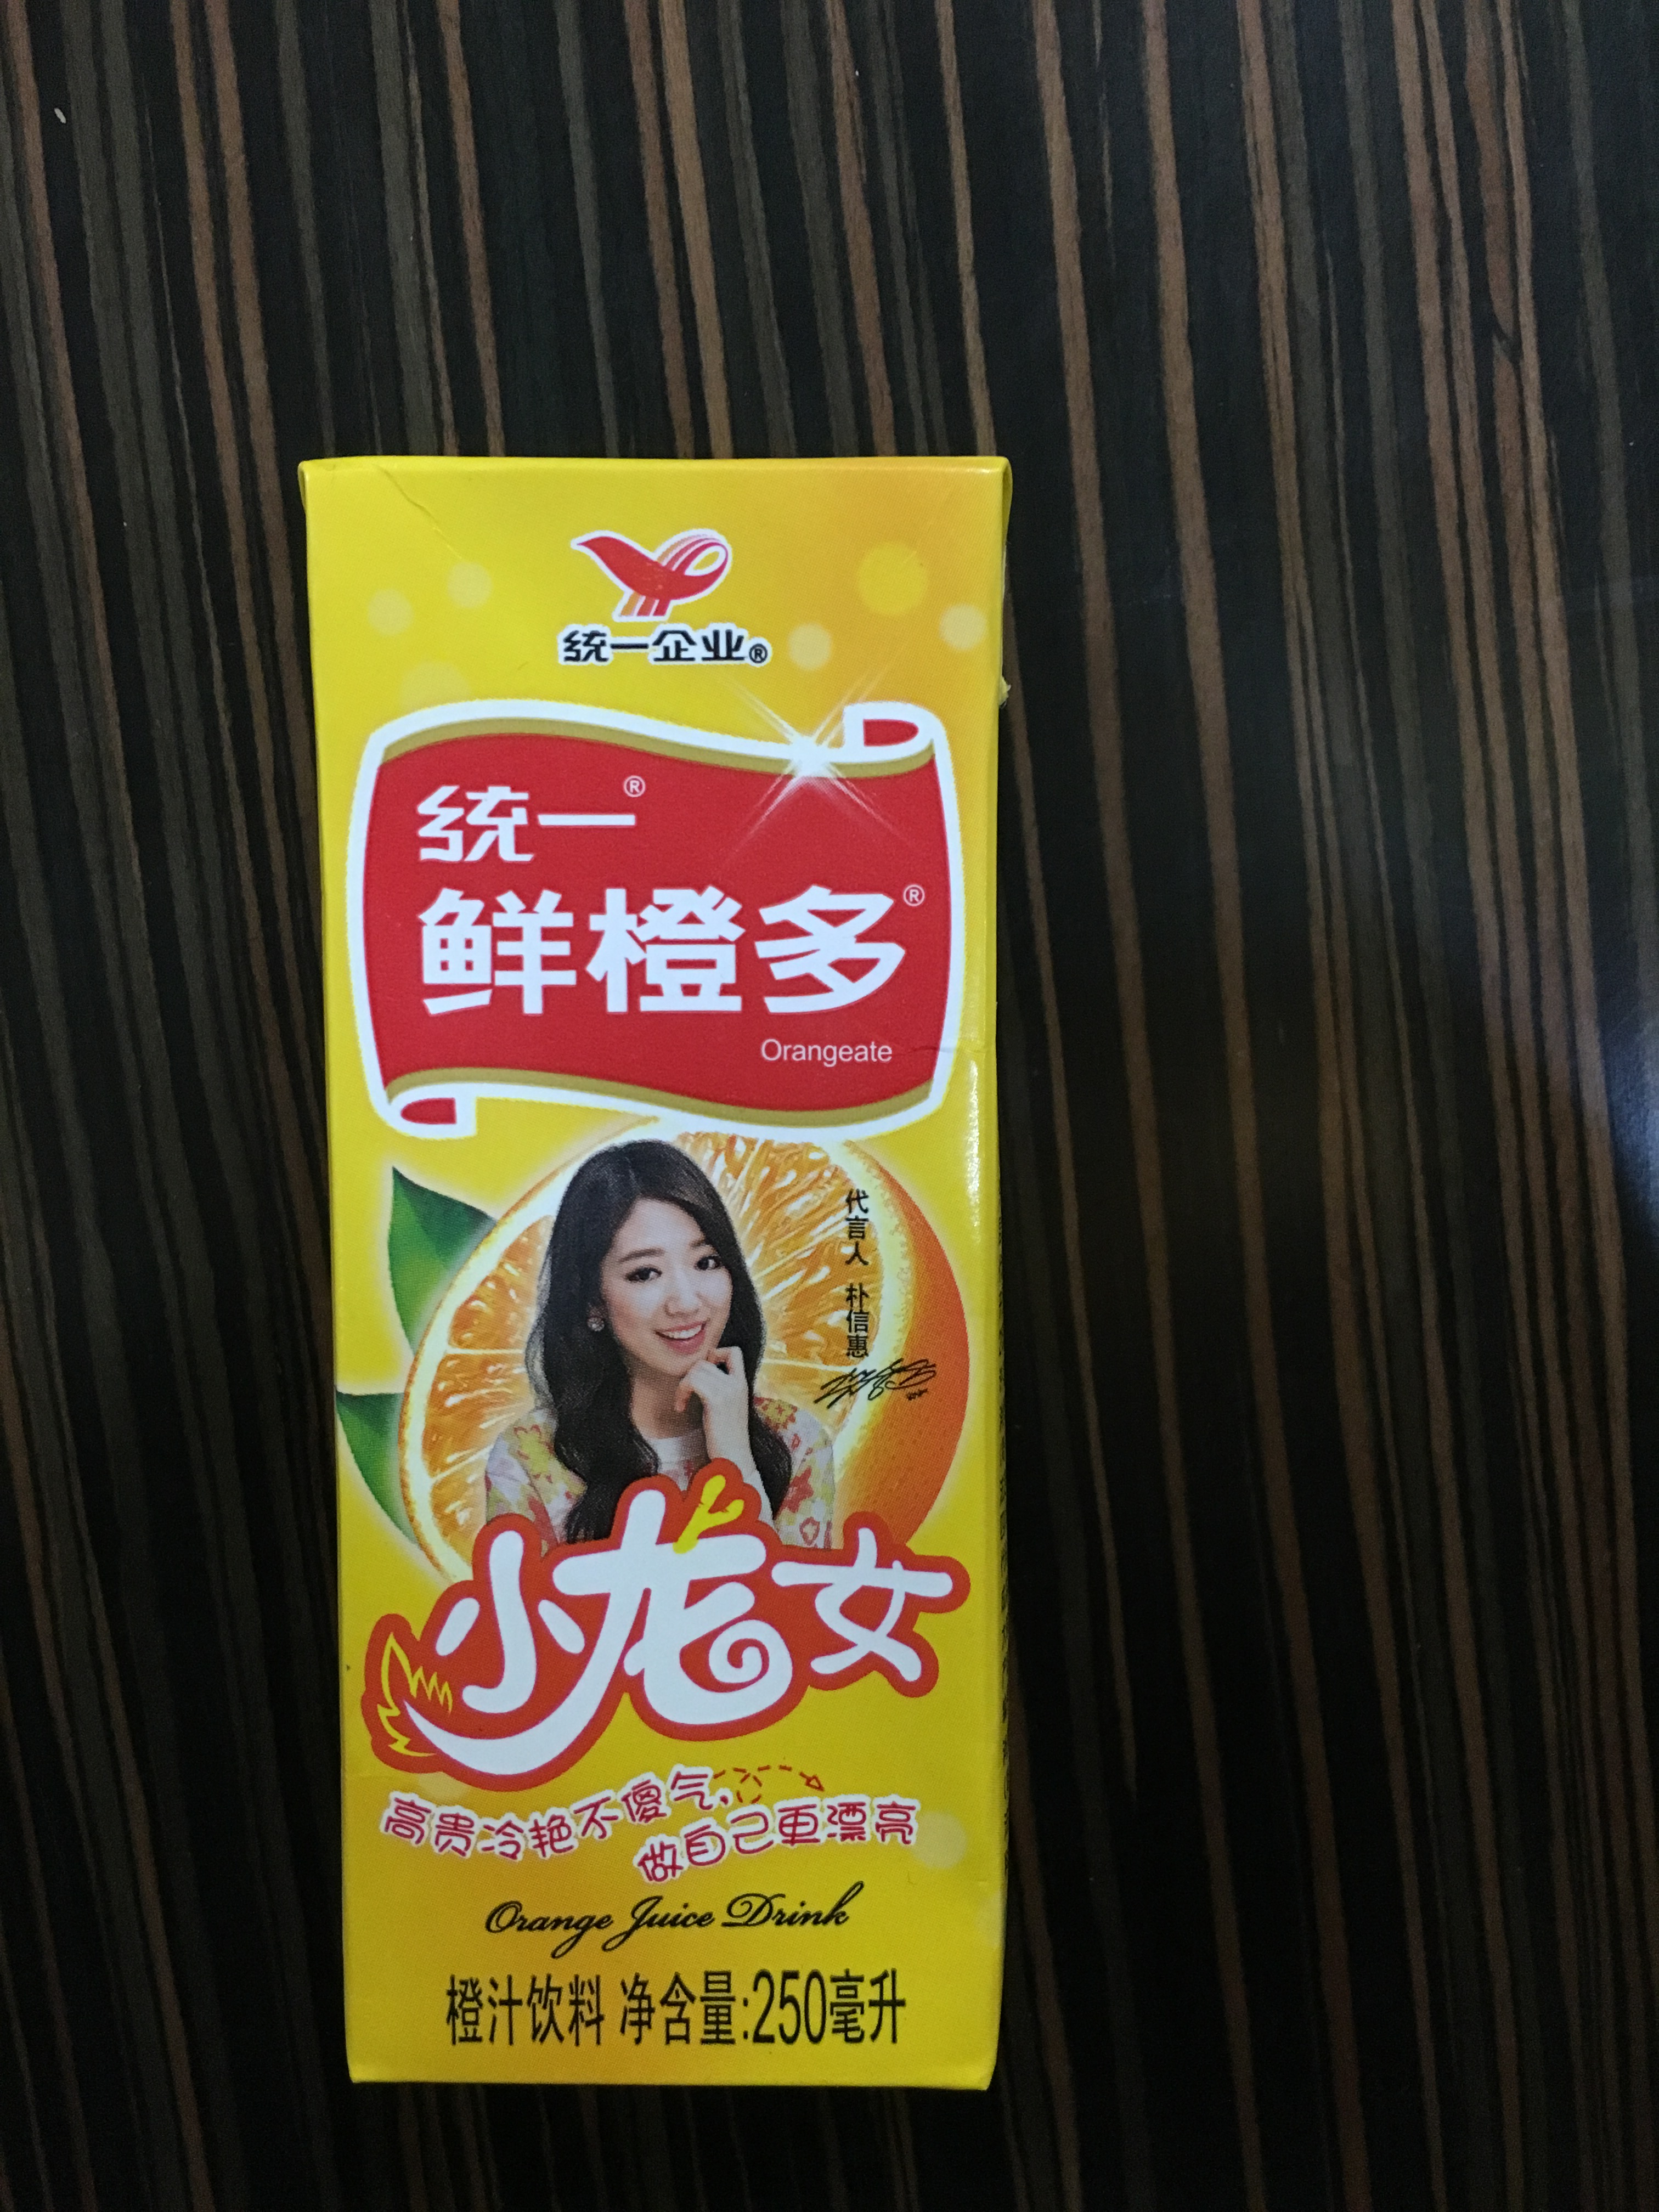 统一企业®
统一®
鲜橙多®
Orangeate
代言人 朴信惠
小龙女
高贵冷艳不傻气,
做自己更漂亮
Orange Juice Drink
橙汁饮料 净含量:250毫升